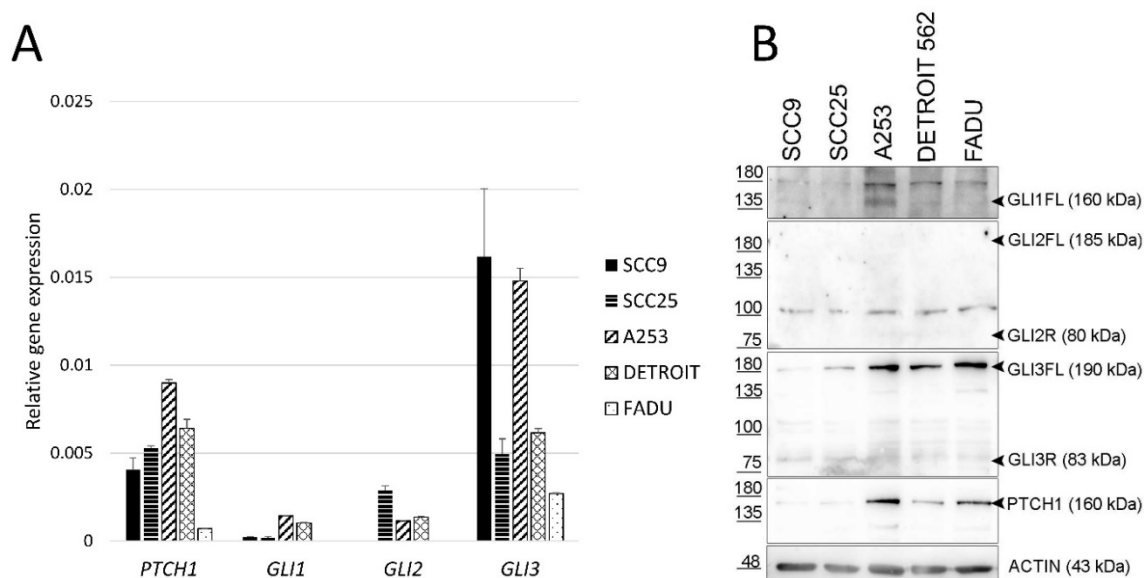 A
Relative gene expression
0.025
0.02
0.015
0.01
0.005
0
PTCH1 GLI1 GLI2 GLI3
SCC9
SCC25
A253
DETROIT
FADU
B
SCC9 SCC25 A253 DETROIT 562 FADU
180
135
GLI1FL (160 kDa)
180
135
100
75
GLI2FL (185 kDa)
GLI2R (80 kDa)
180
135
100
75
GLI3FL (190 kDa)
GLI3R (83 kDa)
180
135
PTCH1 (160 kDa)
48
ACTIN (43 kDa)